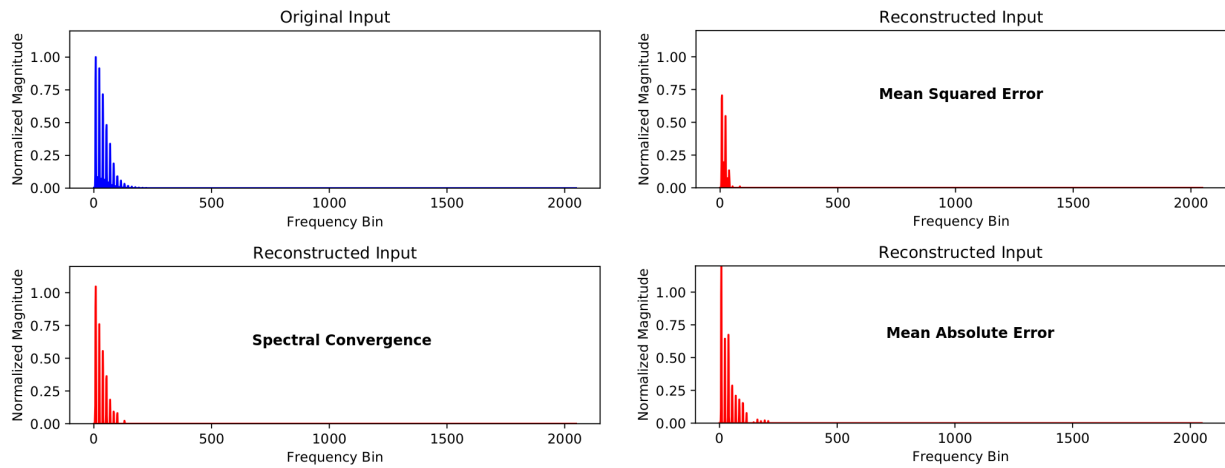 Original Input
Normalized Magnitude
1.00
0.75
0.50
0.25
0.00
0 500 1000 1500 2000
Frequency Bin
Reconstructed Input
Normalized Magnitude
1.00
0.75
0.50
0.25
0.00
Mean Squared Error
0 500 1000 1500 2000
Frequency Bin
Reconstructed Input
Normalized Magnitude
1.00
0.75
0.50
0.25
0.00
Spectral Convergence
0 500 1000 1500 2000
Frequency Bin
Reconstructed Input
Normalized Magnitude
1.00
0.75
0.50
0.25
0.00
Mean Absolute Error
0 500 1000 1500 2000
Frequency Bin